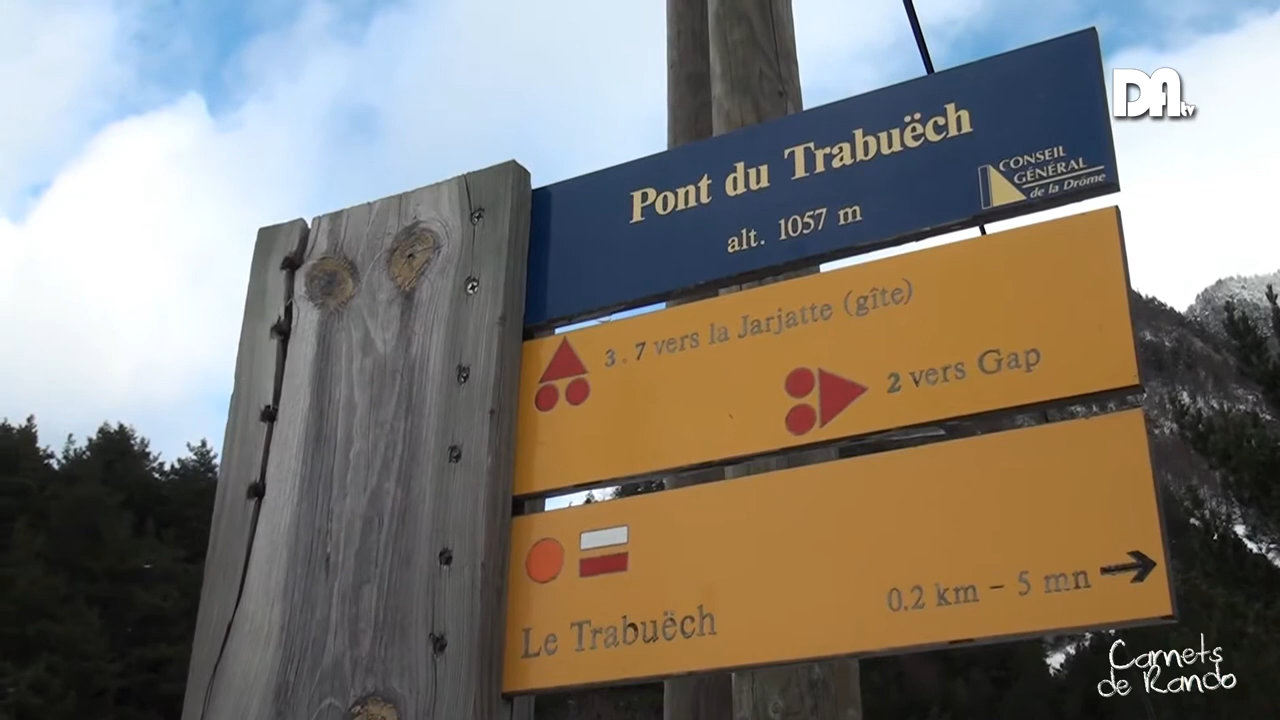 DA tv
Pont du Trabuëch
alt. 1057 m
CONSEIL
GÉNÉRAL
de la Drôme
3.7 vers la Jarjatte (gîte)
2 vers Gap
0.2 km - 5 mn
Le Trabuëch
Carnets
de Rando